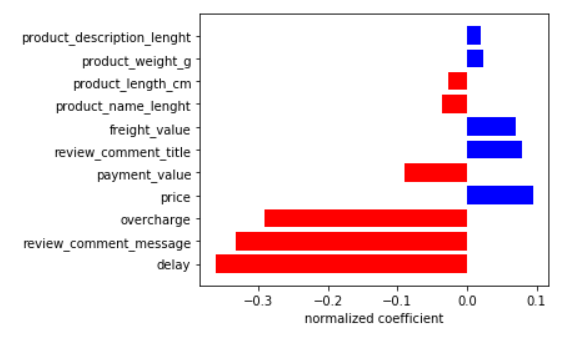 product_description_lenght
product_weight_g
product_length_cm
product_name_lenght
freight_value
review_comment_title
payment_value
price
overcharge
review_comment_message
delay
−0.3 −0.2 −0.1 0.0 0.1
normalized coefficient